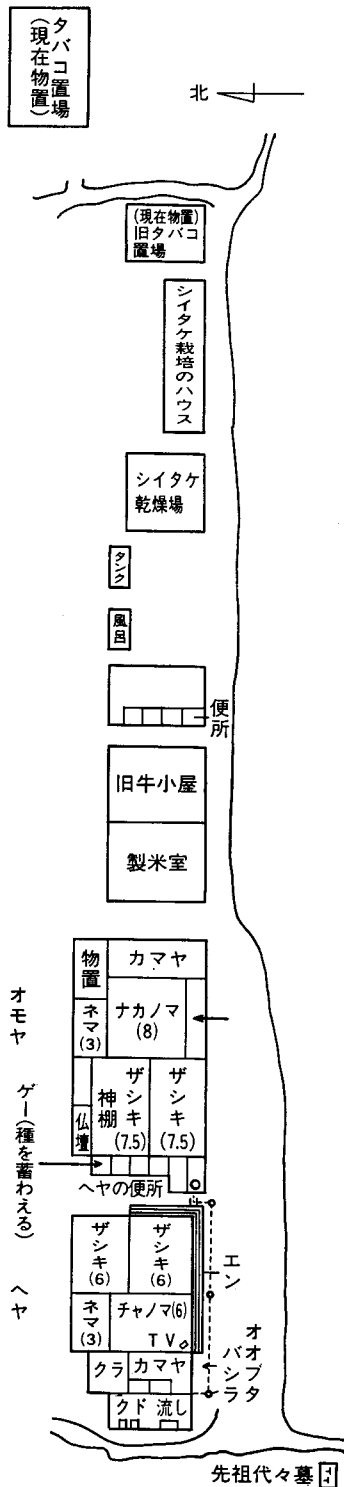 タバコ置場
(現在物置)
北
(現在物置)
旧タバコ
置場
シイタケ栽培のハウス
シイタケ
乾燥場
タンク
風呂
便所
旧牛小屋
製米室
物置
カマヤ
ネマ
(3)
ナカノマ
(8)
オモヤ
仏壇
神棚
ザシキ
(7.5)
ザシキ
(7.5)
ゲー(種を蓄わえる)
ヘヤの便所
ヘヤ
ザシキ
(6)
ザシキ
(6)
エン
ネマ
(3)
チャノマ(6)
TV
オオブタ
バシラ
クラ
カマヤ
クド 流し
先祖代々墓